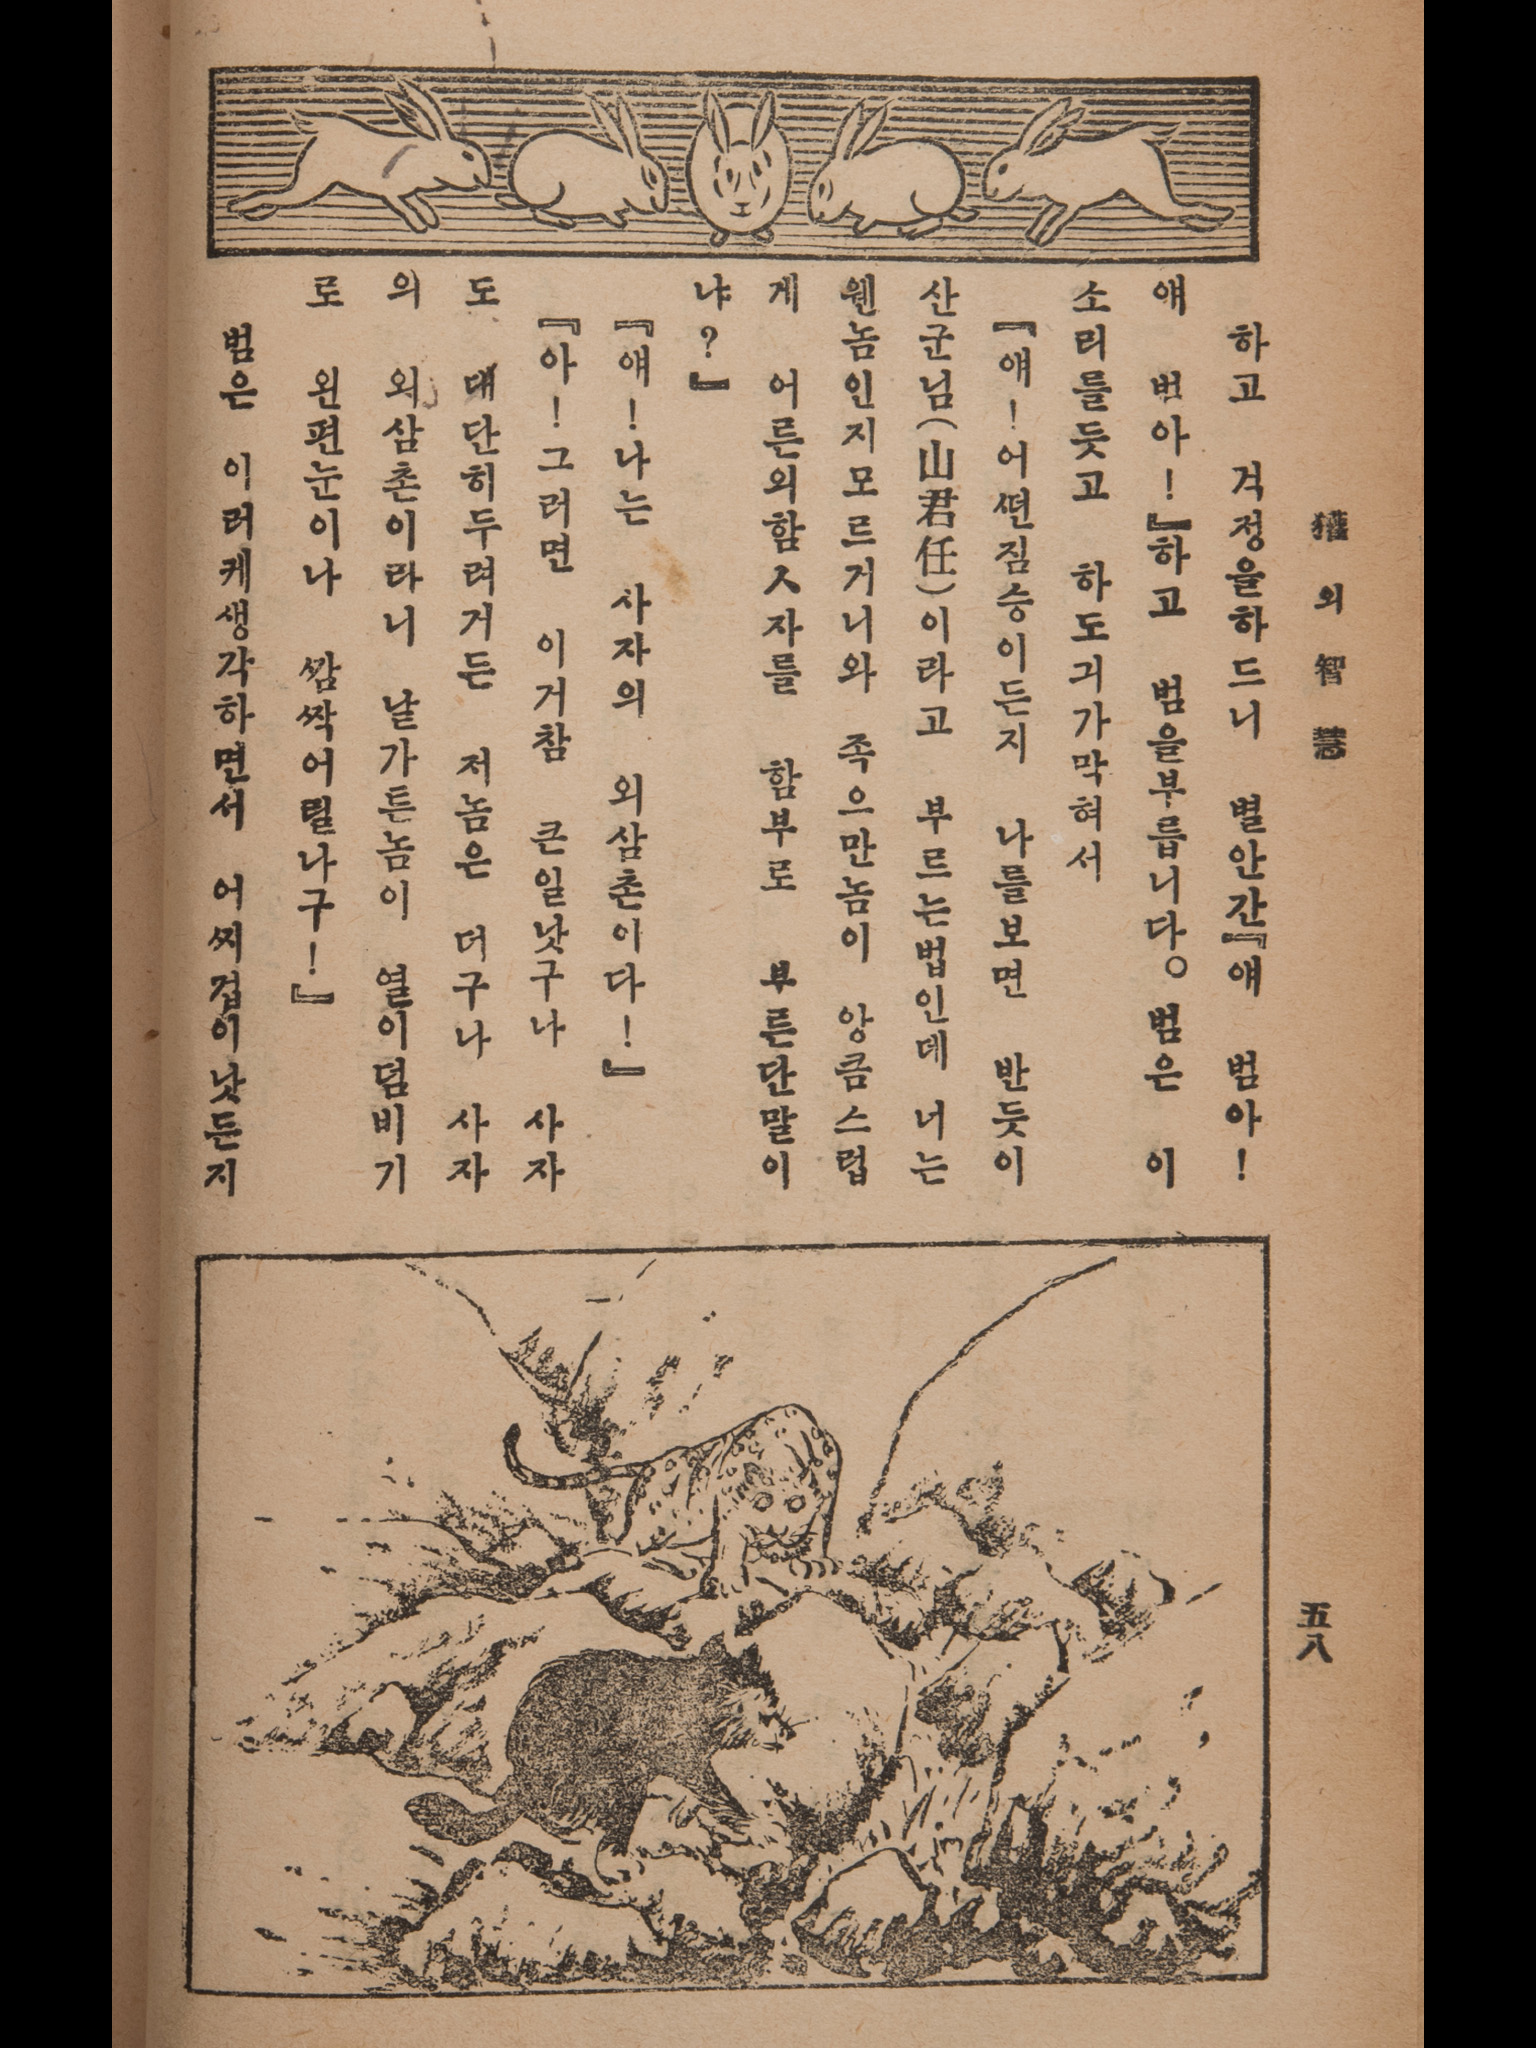 獾의智慧
하고 걱정을하드니 별안간『얘 범아!
얘 범아!』하고 범을부릅니다。 범은 이
소리를듯고 하도긔가막혀서
『얘!어떤짐승이든지 나를보면 반듯이
산군님(山君任)이라고 부르는법인데 너는
웬놈인지모르거니와 족으만놈이 앙큼스럽
게 어른의함人자를 함부로 부른단말이
냐?』
『얘!나는 사자의 외삼촌이다!』
『아!그러면 이거참 큰일낫구나 사자
도 대단히두려거든 저놈은 더구나 사자
의 외삼촌이라니 낱가튼놈이 열이덤비기
로 왼편눈이나 쌈짝어릴나구!』
범은 이러케생각하면서 어찌겁이낫든지
五八